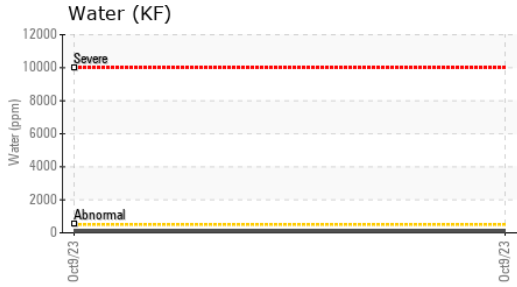 Water (KF)
12000
Severe
10000
8000
Water (ppm)
6000
4000
2000
Abnormal
0
Oct9/23
Oct9/23